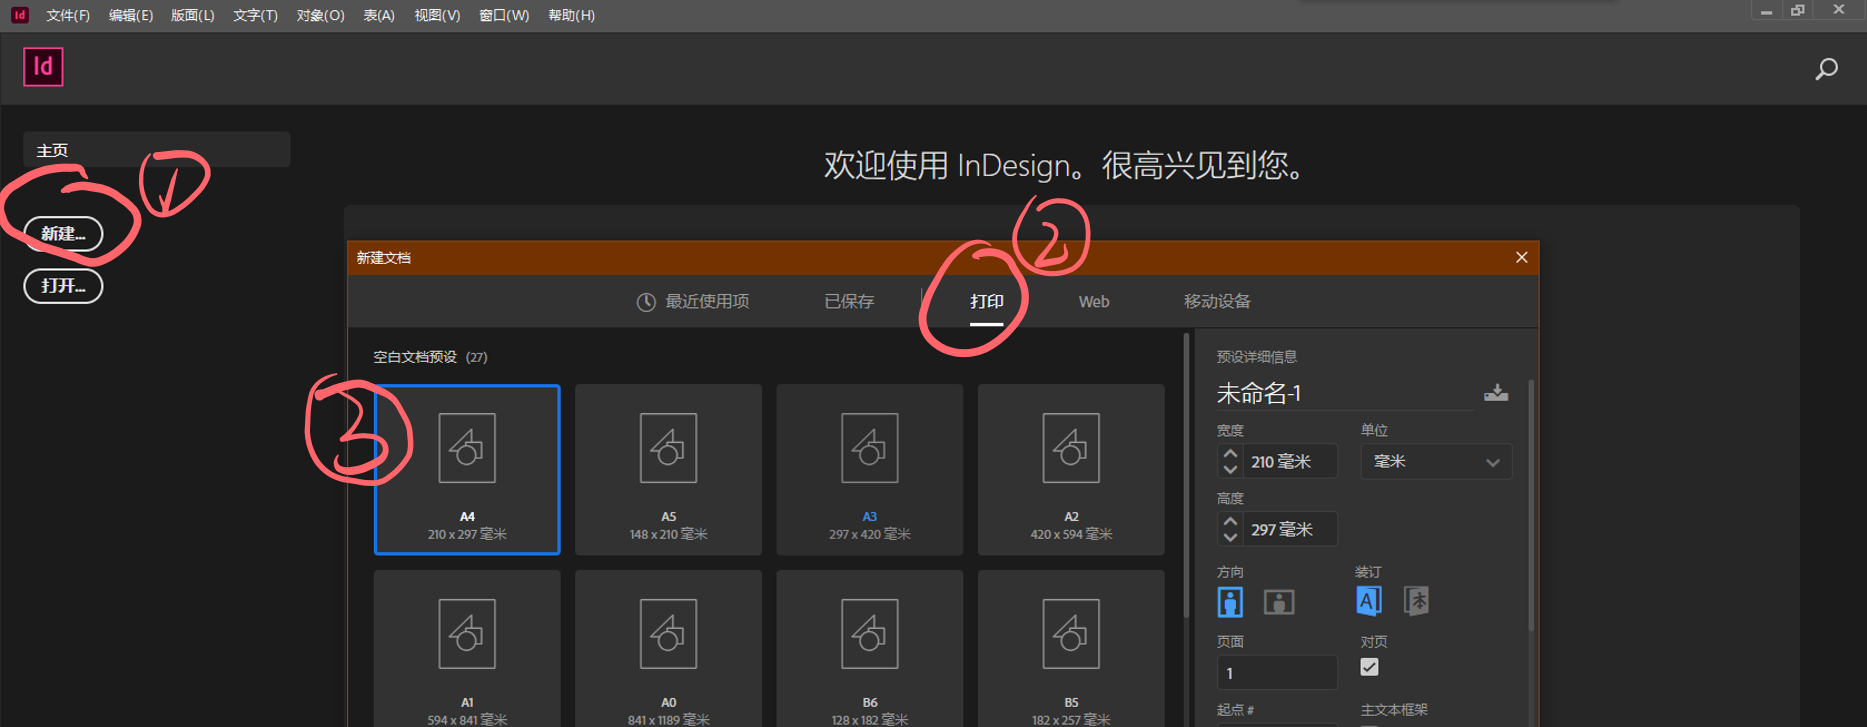 Id 文件(F) 编辑(E) 版面(L) 文字(T) 对象(O) 表(A) 视图(V) 窗口(W) 帮助(H)
Id
主页
1
欢迎使用 InDesign。很高兴见到您。
新建...
2
打开...
新建文档
最近使用项 已保存 打印 Web 移动设备
空白文档预设 (27)
3
A4
210 x 297 毫米
A5
148 x 210 毫米
A3
297 x 420 毫米
A2
420 x 594 毫米
A1
594 x 841 毫米
A0
841 x 1189 毫米
B6
128 x 182 毫米
B5
182 x 257 毫米
预设详细信息
未命名-1
宽度 单位
210 毫米 毫米
高度
297 毫米
方向 装订
A 本
页面 对页
1
起点 # 主文本框架